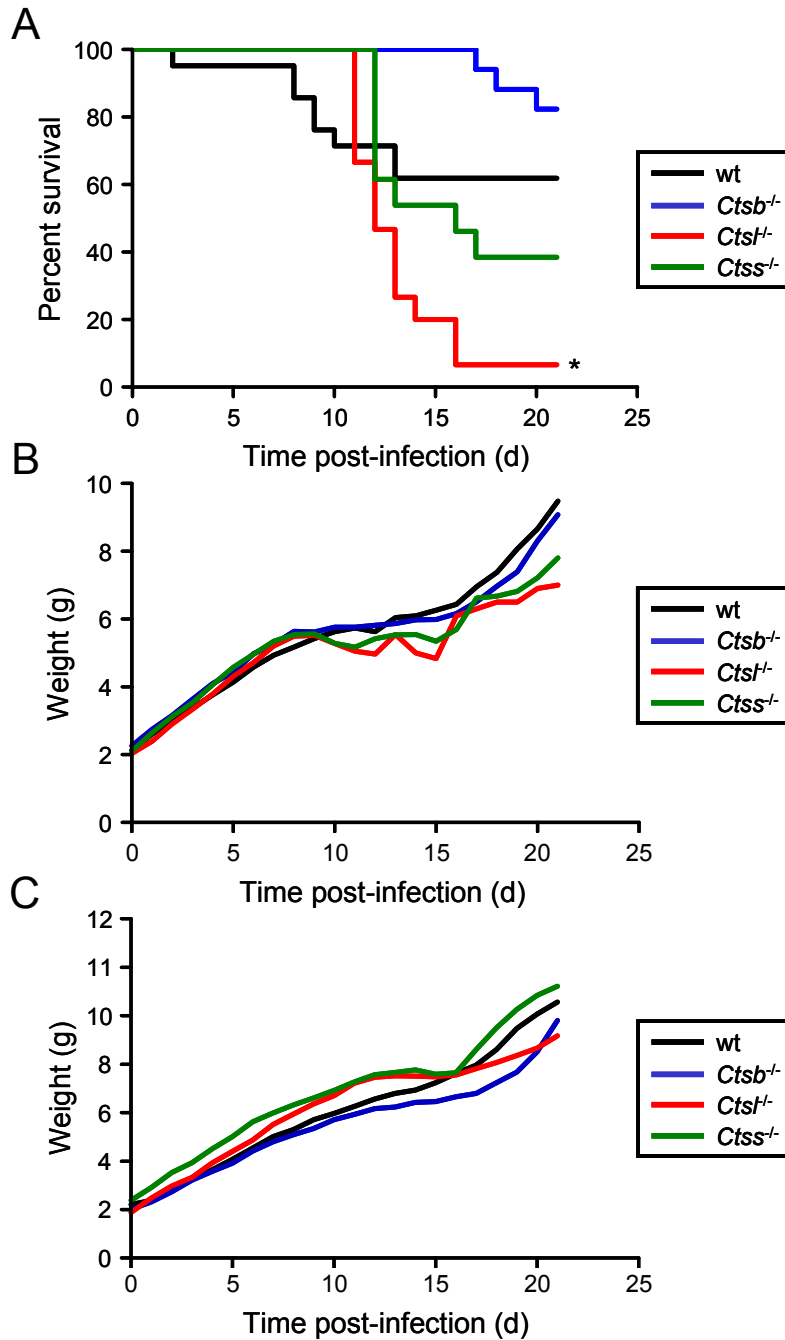 A
100
80
60
40
20
0
Percent survival
0 5 10 15 20 25
Time post-infection (d)
*
wt
Ctsb-/-
Ctsl-/-
Ctss-/-
B
10
8
6
4
2
0
Weight (g)
0 5 10 15 20 25
Time post-infection (d)
wt
Ctsb-/-
Ctsl-/-
Ctss-/-
C
12
11
10
8
6
4
2
0
Weight (g)
0 5 10 15 20 25
Time post-infection (d)
wt
Ctsb-/-
Ctsl-/-
Ctss-/-